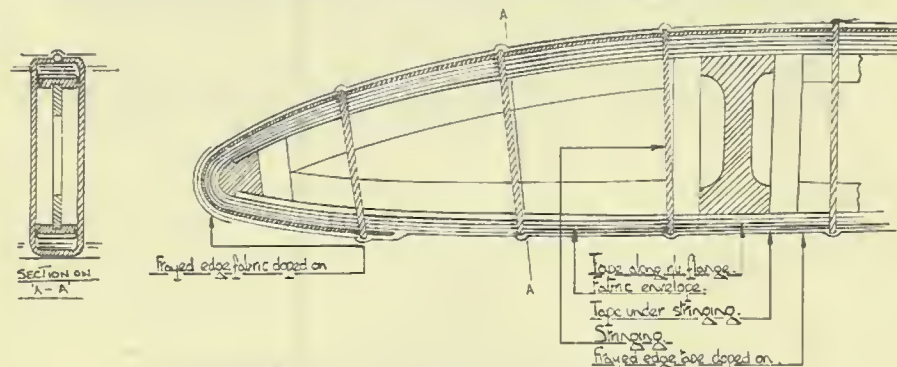 A
SECTION ON
'A-A'
Frayed edge fabric doped on
A
Tape along rib flange.
Fabric envelope.
Tape under stringing.
Stringing.
Frayed edge tape doped on.